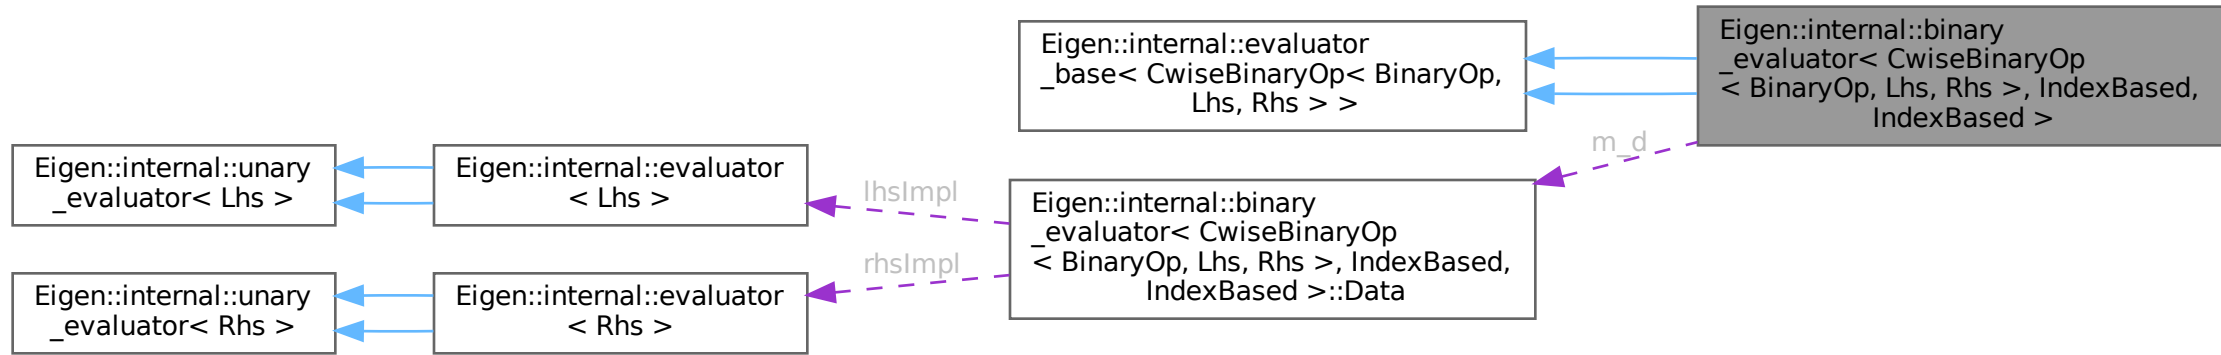 Eigen::internal::unary
_evaluator< Lhs >
Eigen::internal::unary
_evaluator< Rhs >
Eigen::internal::evaluator
< Lhs >
Eigen::internal::evaluator
< Rhs >
lhsImpl
rhsImpl
Eigen::internal::evaluator
_base< CwiseBinaryOp< BinaryOp,
Lhs, Rhs > >
Eigen::internal::binary
_evaluator< CwiseBinaryOp
< BinaryOp, Lhs, Rhs >, IndexBased,
IndexBased >::Data
m_d
Eigen::internal::binary
_evaluator< CwiseBinaryOp
< BinaryOp, Lhs, Rhs >, IndexBased,
IndexBased >